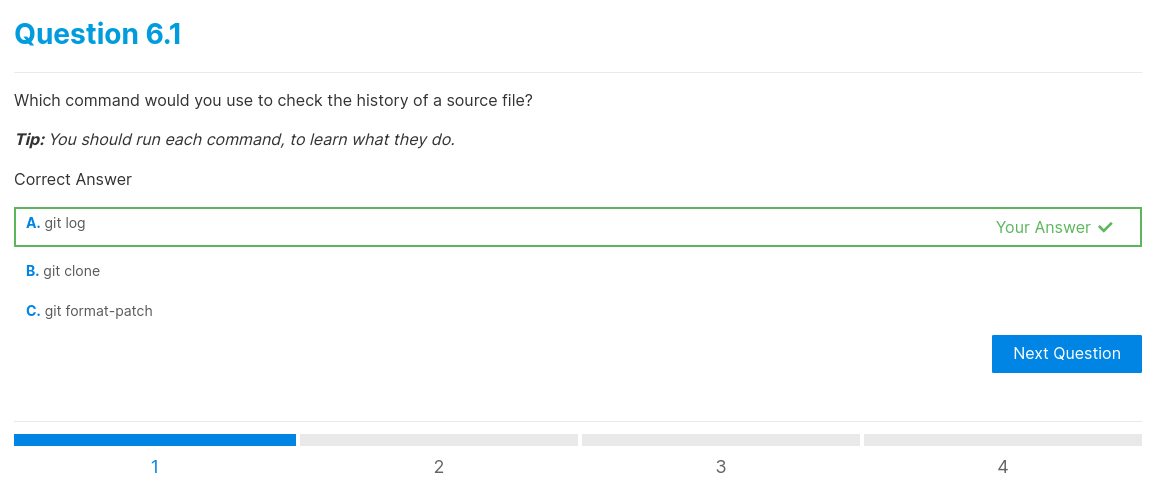 Question 6.1
Which command would you use to check the history of a source file?
Tip: You should run each command, to learn what they do.
Correct Answer
A. git log
Your Answer ✓
B. git clone
C. git format-patch
Next Question
1 2 3 4